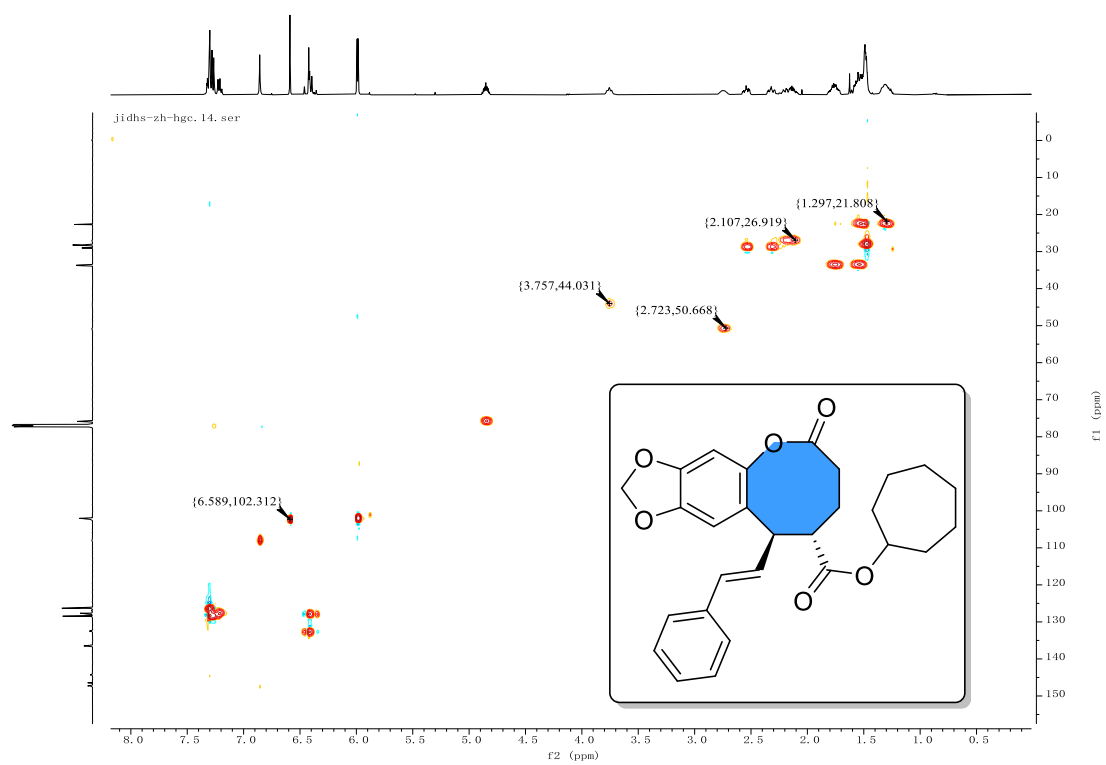 jidhs-zh-hgc.14.ser
{1.297,21.808}
{2.107,26.919}
{3.757,44.031}
{2.723,50.668}
{6.589,102.312}
0
10
20
30
40
50
60
70
80
90
100
110
120
130
140
150
f1 (ppm)
O
O
O
O
O
O
8.0 7.5 7.0 6.5 6.0 5.5 5.0 4.5 4.0 3.5 3.0 2.5 2.0 1.5 1.0 0.5
f2 (ppm)